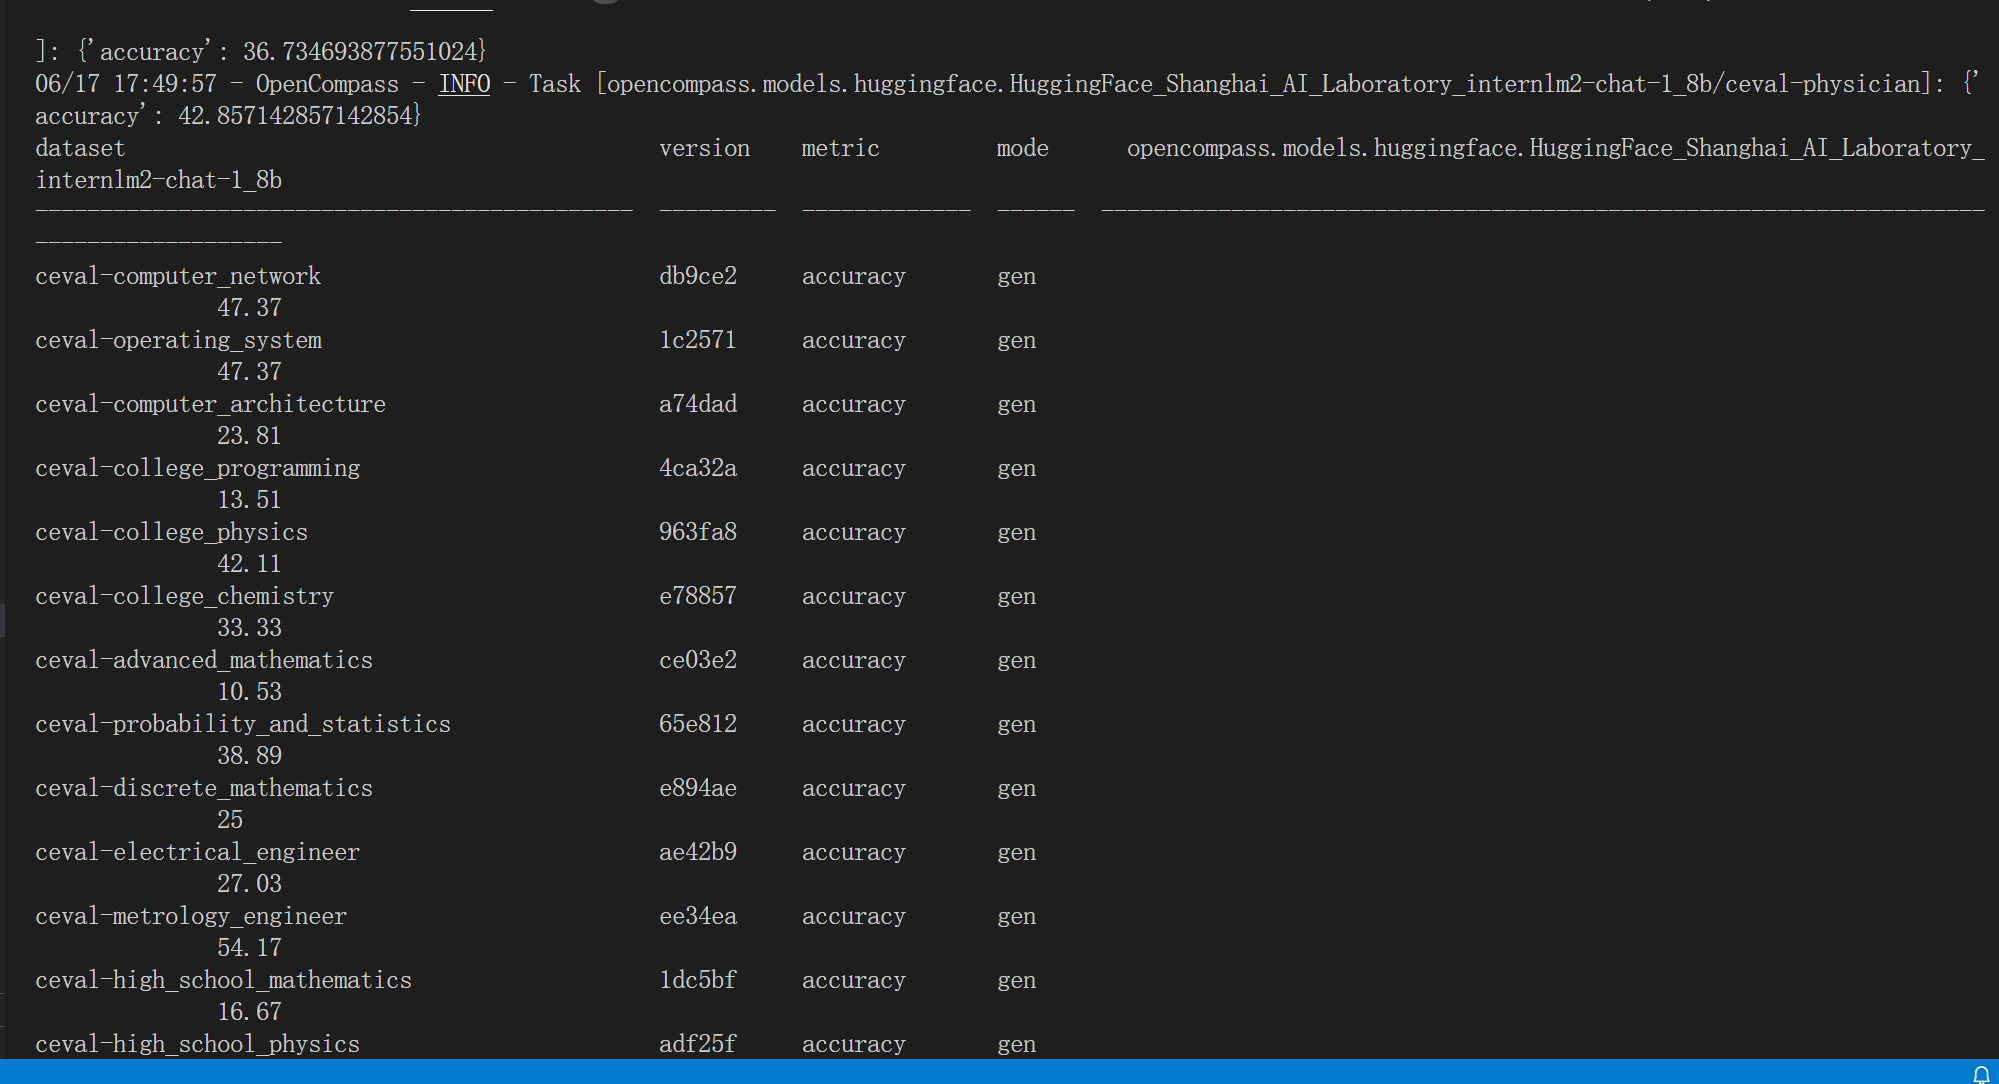 ]: {'accuracy': 36.734693877551024}
06/17 17:49:57 - OpenCompass - INFO - Task [opencompass.models.huggingface.HuggingFace_Shanghai_AI_Laboratory_internlm2-chat-1_8b/ceval-physician]: {'
accuracy': 42.857142857142854}
dataset version metric mode opencompass.models.huggingface.HuggingFace_Shanghai_AI_Laboratory_
internlm2-chat-1_8b
---------------------------------------------- --------- ------------- ------ --------------------------------------------------------------------
-------------------
ceval-computer_network db9ce2 accuracy gen
47.37
ceval-operating_system 1c2571 accuracy gen
47.37
ceval-computer_architecture a74dad accuracy gen
23.81
ceval-college_programming 4ca32a accuracy gen
13.51
ceval-college_physics 963fa8 accuracy gen
42.11
ceval-college_chemistry e78857 accuracy gen
33.33
ceval-advanced_mathematics ce03e2 accuracy gen
10.53
ceval-probability_and_statistics 65e812 accuracy gen
38.89
ceval-discrete_mathematics e894ae accuracy gen
25
ceval-electrical_engineer ae42b9 accuracy gen
27.03
ceval-metrology_engineer ee34ea accuracy gen
54.17
ceval-high_school_mathematics 1dc5bf accuracy gen
16.67
ceval-high_school_physics adf25f accuracy gen